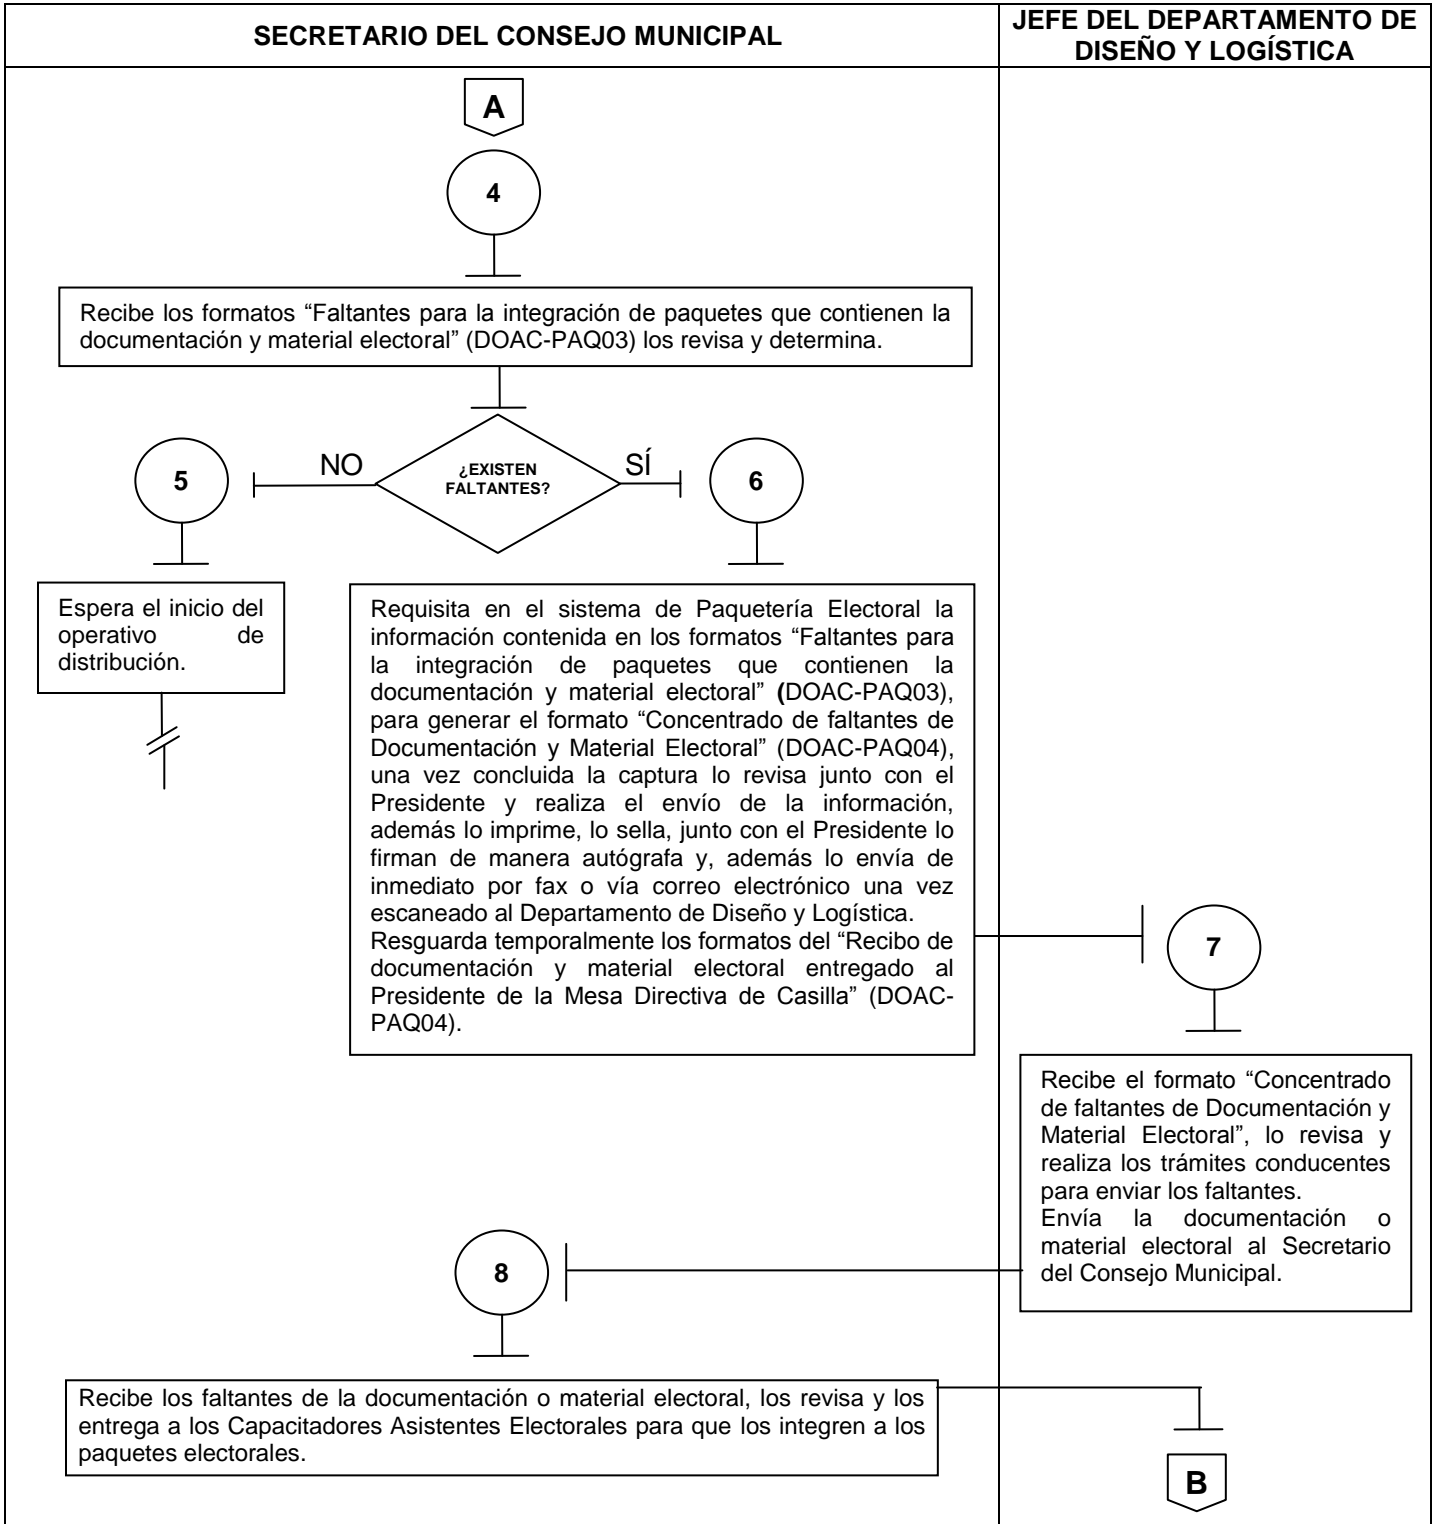 SECRETARIO DEL CONSEJO MUNICIPAL
JEFE DEL DEPARTAMENTO DE
DISEÑO Y LOGÍSTICA
A
4
Recibe los formatos “Faltantes para la integración de paquetes que contienen la
documentación y material electoral” (DOAC-PAQ03) los revisa y determina.
5
NO
¿EXISTEN
FALTANTES?
SÍ
6
Espera el inicio del
operativo de
distribución.
Requisita en el sistema de Paquetería Electoral la
información contenida en los formatos “Faltantes para
la integración de paquetes que contienen la
documentación y material electoral” (DOAC-PAQ03),
para generar el formato “Concentrado de faltantes de
Documentación y Material Electoral” (DOAC-PAQ04),
una vez concluida la captura lo revisa junto con el
Presidente y realiza el envío de la información,
además lo imprime, lo sella, junto con el Presidente lo
firman de manera autógrafa y, además lo envía de
inmediato por fax o vía correo electrónico una vez
escaneado al Departamento de Diseño y Logística.
Resguarda temporalmente los formatos del “Recibo de
documentación y material electoral entregado al
Presidente de la Mesa Directiva de Casilla” (DOAC-
PAQ04).
7
Recibe el formato “Concentrado
de faltantes de Documentación y
Material Electoral”, lo revisa y
realiza los trámites conducentes
para enviar los faltantes.
Envía la documentación o
material electoral al Secretario
del Consejo Municipal.
8
Recibe los faltantes de la documentación o material electoral, los revisa y los
entrega a los Capacitadores Asistentes Electorales para que los integren a los
paquetes electorales.
B